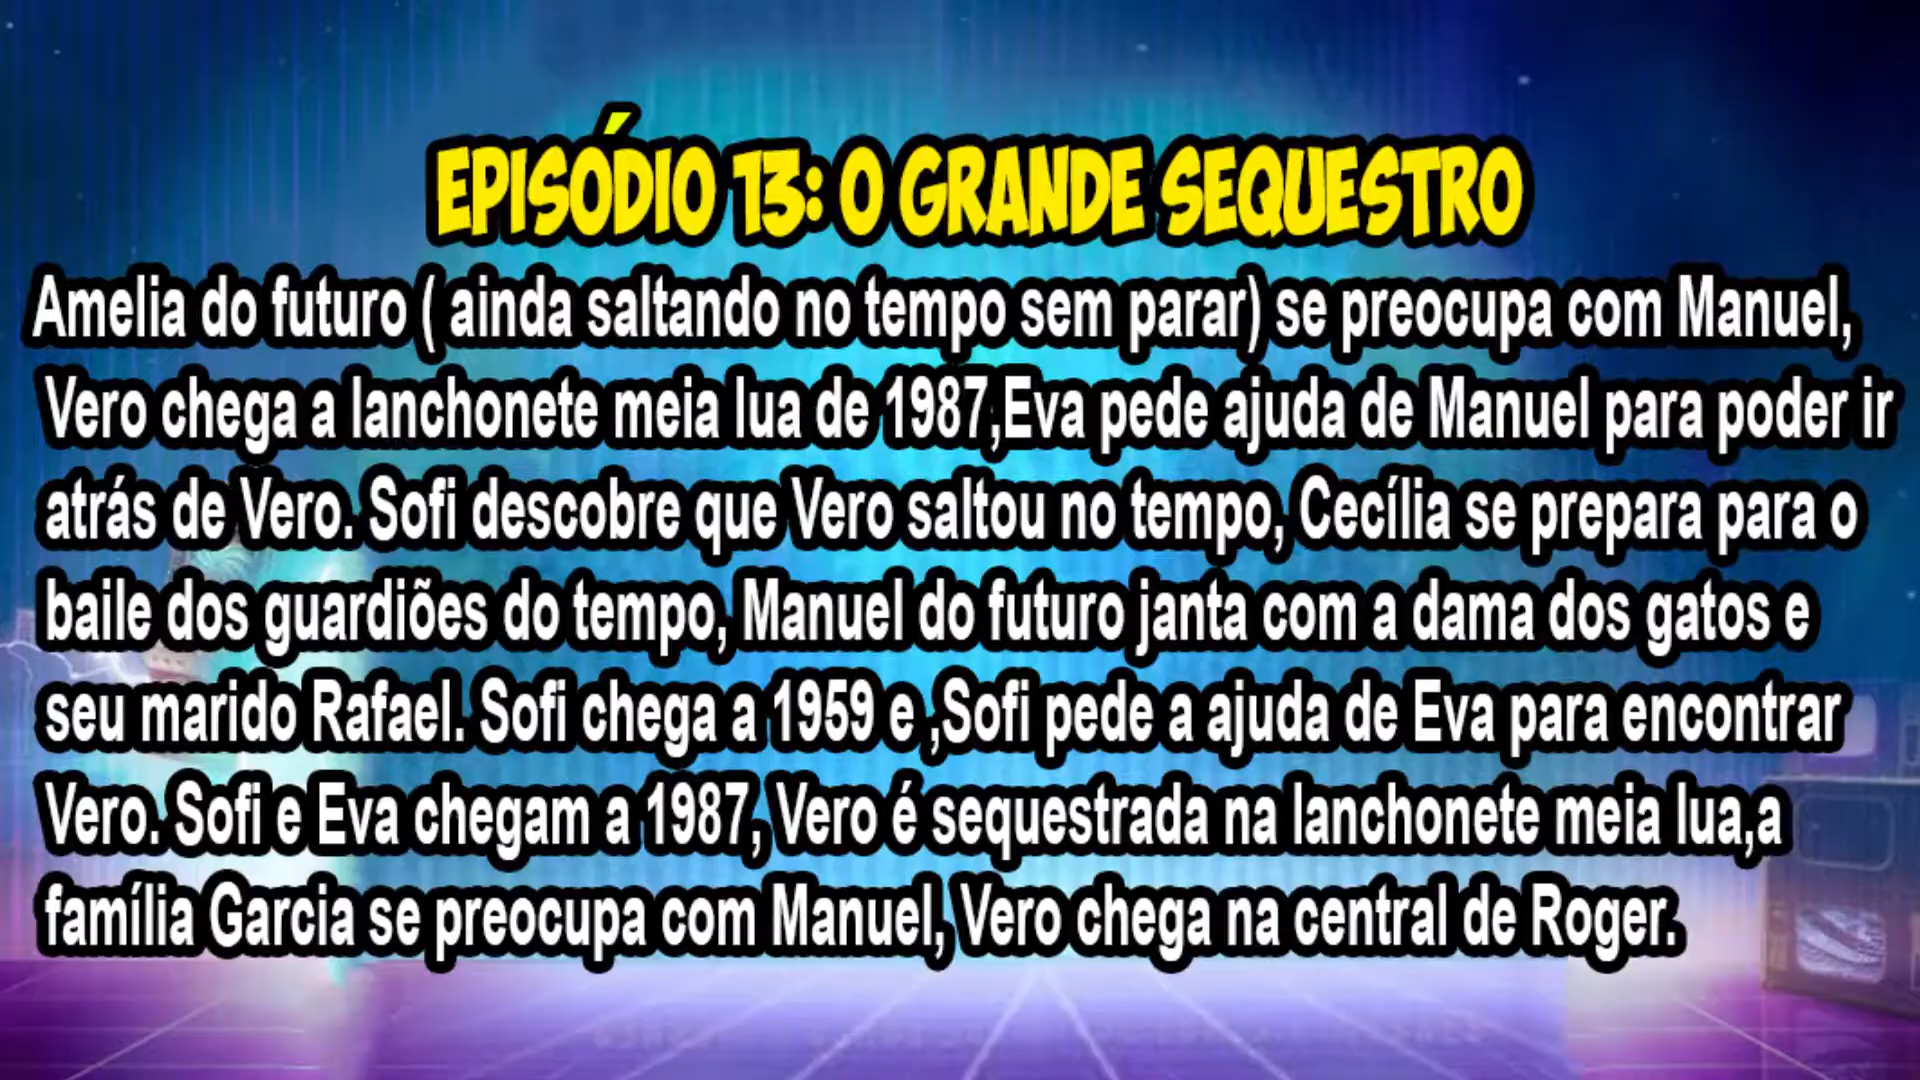 EPISÓDIO 13: O GRANDE SEQUESTRO
Amelia do futuro ( ainda saltando no tempo sem parar) se preocupa com Manuel,
Vero chega a lanchonete meia lua de 1987,Eva pede ajuda de Manuel para poder ir
atrás de Vero. Sofi descobre que Vero saltou no tempo, Cecília se prepara para o
baile dos guardiões do tempo, Manuel do futuro janta com a dama dos gatos e
seu marido Rafael. Sofi chega a 1959 e ,Sofi pede a ajuda de Eva para encontrar
Vero. Sofi e Eva chegam a 1987, Vero é sequestrada na lanchonete meia lua,a
família Garcia se preocupa com Manuel, Vero chega na central de Roger.